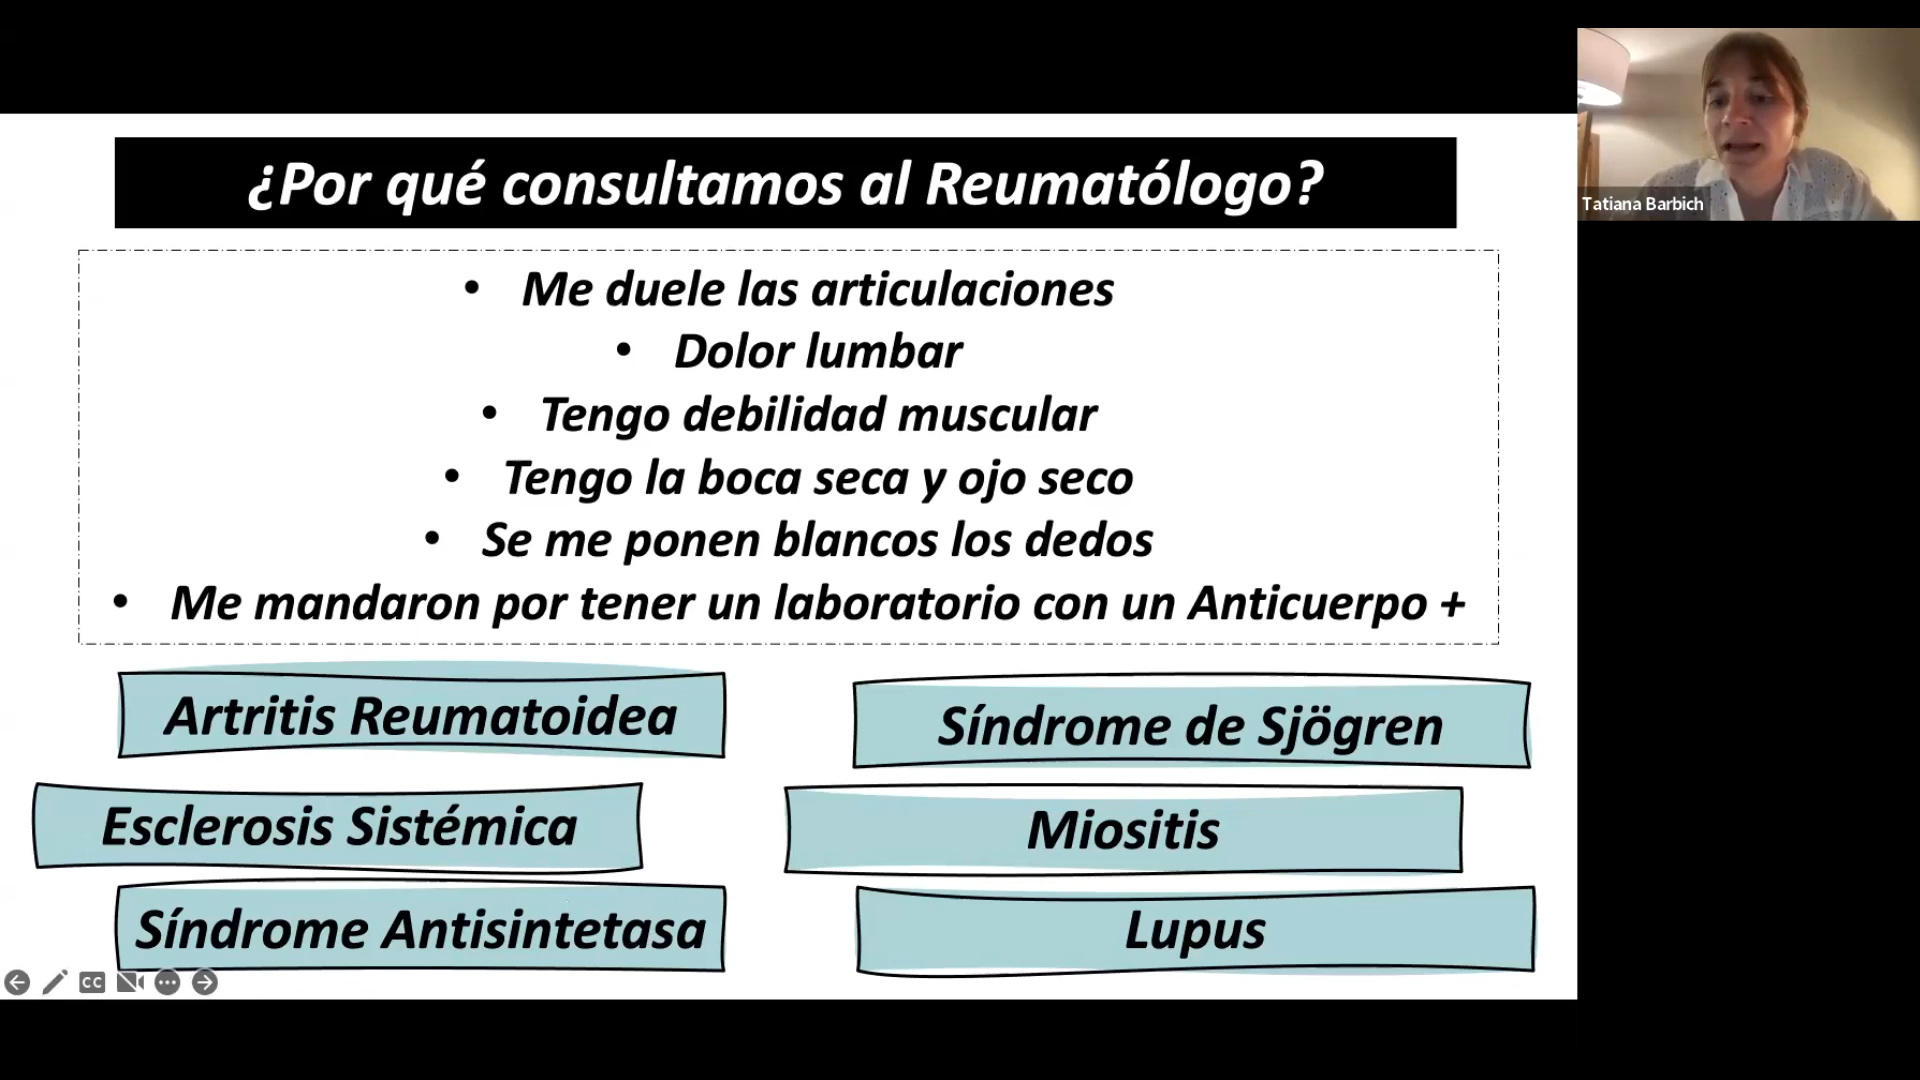 ¿Por qué consultamos al Reumatólogo?
Tatiana Barbich
• Me duele las articulaciones
• Dolor lumbar
• Tengo debilidad muscular
• Tengo la boca seca y ojo seco
• Se me ponen blancos los dedos
• Me mandaron por tener un laboratorio con un Anticuerpo +
Artritis Reumatoidea
Síndrome de Sjögren
Esclerosis Sistémica
Miositis
Síndrome Antisintetasa
Lupus
CC